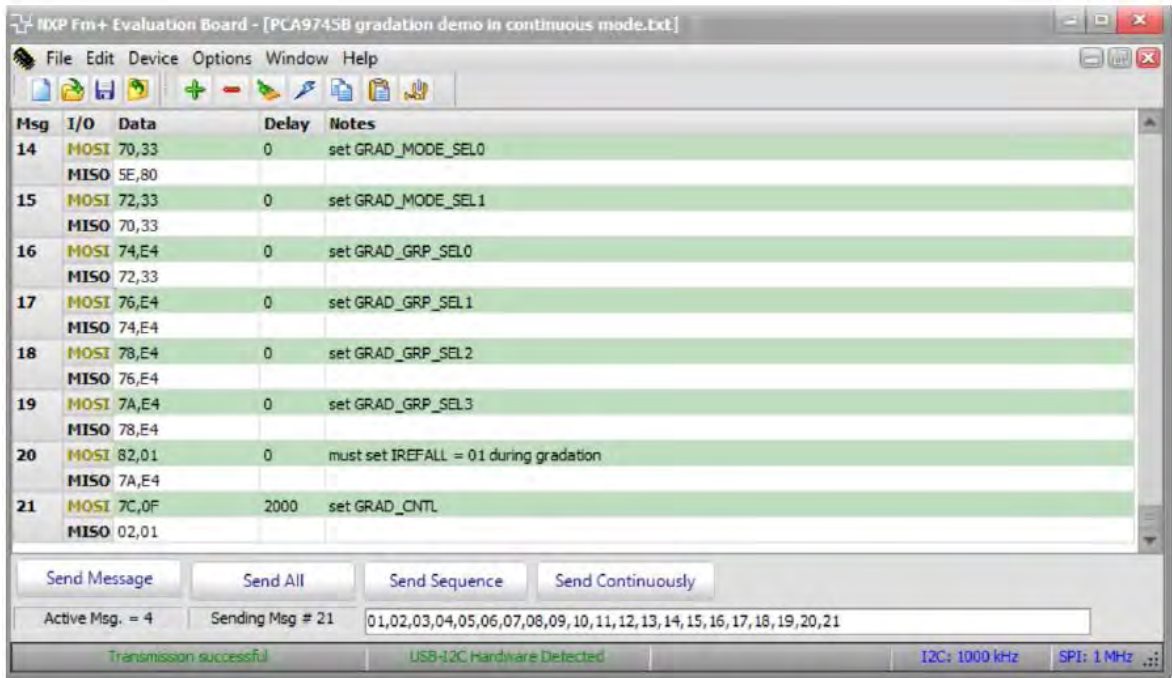 NXP Fm+ Evaluation Board - [PCA9745B gradation demo in continuous mode.txt]
File Edit Device Options Window Help
Msg I/O Data Delay Notes
14 MOSI 70,33 0 set GRAD_MODE_SEL0
MISO 5E,80
15 MOSI 72,33 0 set GRAD_MODE_SEL1
MISO 70,33
16 MOSI 74,E4 0 set GRAD_GRP_SEL0
MISO 72,33
17 MOSI 76,E4 0 set GRAD_GRP_SEL1
MISO 74,E4
18 MOSI 78,E4 0 set GRAD_GRP_SEL2
MISO 76,E4
19 MOSI 7A,E4 0 set GRAD_GRP_SEL3
MISO 78,E4
20 MOSI 82,01 0 must set IREFALL = 01 during gradation
MISO 7A,E4
21 MOSI 7C,0F 2000 set GRAD_CNTL
MISO 02,01
Send Message Send All Send Sequence Send Continuously
Active Msg. = 4 Sending Msg # 21 01,02,03,04,05,06,07,08,09,10,11,12,13,14,15,16,17,18,19,20,21
Transmission successful USB-I2C Hardware Detected I2C: 1000 kHz SPI: 1 MHz